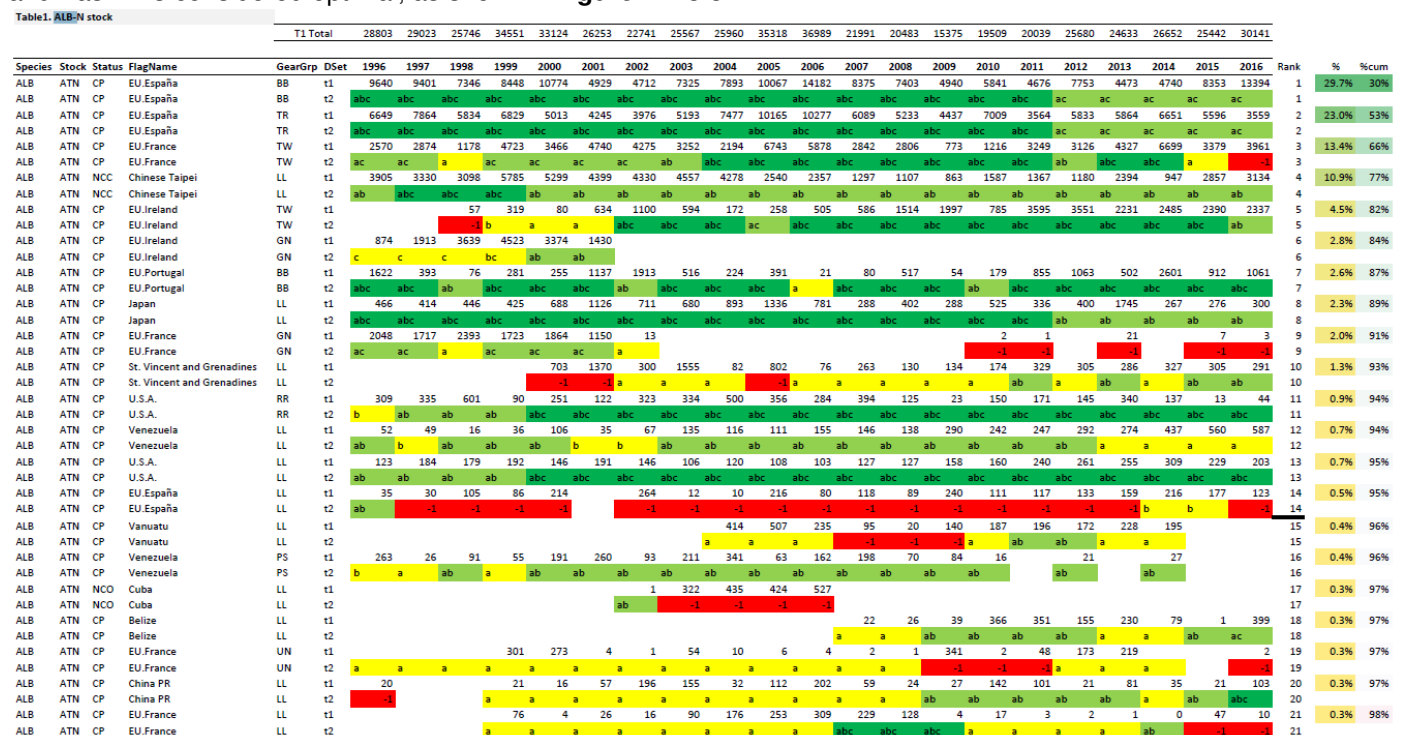 Table1. ALB-N stock
T1 Total 28803 29023 25746 34551 33124 26253 22741 25567 25960 35318 36989 21991 20483 15375 19509 20039 25680 24633 26652 25442 30141
Species Stock Status FlagName GearGrp DSet 1996 1997 1998 1999 2000 2001 2002 2003 2004 2005 2006 2007 2008 2009 2010 2011 2012 2013 2014 2015 2016 Rank % %cum
ALB ATN CP EU.España BB t1 9640 9401 7346 8448 10774 4929 4712 7325 7893 10067 14182 8375 7403 4940 5841 4676 7753 4473 4740 8353 13394 1 29.7% 30%
ALB ATN CP EU.España BB t2 abc abc abc abc abc abc abc abc abc abc abc abc abc abc abc abc ac ac ac ac ac 1
ALB ATN CP EU.España TR t1 6649 7864 5834 6829 5013 4245 3976 5193 7477 10165 10277 6089 5233 4437 7009 3564 5833 5864 6651 5596 3559 2 23.0% 53%
ALB ATN CP EU.España TR t2 abc abc abc abc abc abc abc abc abc abc abc abc abc abc abc abc ac ac ac ac ac 2
ALB ATN CP EU.France TW t1 2570 2874 1178 4723 3466 4740 4275 3252 2194 6743 5878 2842 2806 773 1216 3249 3126 4327 6699 3379 3961 3 13.4% 66%
ALB ATN CP EU.France TW t2 ac ac a ac ac ac ac ab abc abc abc abc abc abc abc abc ab abc abc a -1 3
ALB ATN NCC Chinese Taipei LL t1 3905 3330 3098 5785 5299 4399 4330 4557 4278 2540 2357 1297 1107 863 1587 1367 1180 2394 947 2857 3134 4 10.9% 77%
ALB ATN NCC Chinese Taipei LL t2 ab abc abc abc ab ab ab ab ab ab ab ab ab ab ab ab ab ab ab ab ab 4
ALB ATN CP EU.Ireland TW t1 57 319 80 634 1100 594 172 258 505 586 1514 1997 785 3595 3551 2231 2485 2390 2337 5 4.5% 82%
ALB ATN CP EU.Ireland TW t2 -1 b a a abc abc abc ac abc abc abc abc abc abc abc abc abc abc ab 5
ALB ATN CP EU.Ireland GN t1 874 1913 3639 4523 3374 1430 6 2.8% 84%
ALB ATN CP EU.Ireland GN t2 c c c bc ab ab 6
ALB ATN CP EU.Portugal BB t1 1622 393 76 281 255 1137 1913 516 224 391 21 80 517 54 179 855 1063 502 2601 912 1061 7 2.6% 87%
ALB ATN CP EU.Portugal BB t2 abc abc ab abc abc abc ab abc abc abc a abc abc abc ab abc abc abc abc abc abc 7
ALB ATN CP Japan LL t1 466 414 446 425 688 1126 711 680 893 1336 781 288 402 288 525 336 400 1745 267 276 300 8 2.3% 89%
ALB ATN CP Japan LL t2 abc abc abc abc abc abc abc abc abc abc abc abc abc abc abc abc ab ab ab ab ab 8
ALB ATN CP EU.France GN t1 2048 1717 2393 1723 1864 1150 13 2 1 21 7 3 9 2.0% 91%
ALB ATN CP EU.France GN t2 ac ac a ac ac ac a -1 -1 -1 -1 -1 9
ALB ATN CP St. Vincent and Grenadines LL t1 703 1370 300 1555 82 802 76 263 130 134 174 329 305 286 327 305 291 10 1.3% 93%
ALB ATN CP St. Vincent and Grenadines LL t2 -1 -1 a a a -1 a a a a a ab a ab a ab ab 10
ALB ATN CP U.S.A. RR t1 309 335 601 90 251 122 323 334 500 356 284 394 125 23 150 171 145 340 137 13 44 11 0.9% 94%
ALB ATN CP U.S.A. RR t2 b ab ab ab abc abc abc abc abc abc abc abc abc abc abc abc abc abc abc abc abc 11
ALB ATN CP Venezuela LL t1 52 49 16 36 106 35 67 135 116 111 155 146 138 290 242 247 292 274 437 560 587 12 0.7% 94%
ALB ATN CP Venezuela LL t2 ab b ab ab ab b b ab ab ab ab ab ab ab ab ab ab a a a a 12
ALB ATN CP U.S.A. LL t1 123 184 179 192 146 191 146 106 120 108 103 127 127 158 160 240 261 255 309 229 203 13 0.7% 95%
ALB ATN CP U.S.A. LL t2 ab ab ab ab abc abc abc abc abc abc abc abc abc abc abc abc abc abc abc abc abc 13
ALB ATN CP EU.España LL t1 35 30 105 86 214 264 12 10 216 80 118 89 240 111 117 133 159 216 177 123 14 0.5% 95%
ALB ATN CP EU.España LL t2 ab -1 -1 -1 -1 -1 -1 -1 -1 -1 -1 -1 -1 -1 -1 -1 -1 b b -1 14
ALB ATN CP Vanuatu LL t1 414 507 235 95 20 140 187 196 172 228 195 15 0.4% 96%
ALB ATN CP Vanuatu LL t2 a a a -1 -1 -1 a ab ab a a 15
ALB ATN CP Venezuela PS t1 263 26 91 55 191 260 93 211 341 63 162 198 70 84 16 21 27 16 0.4% 96%
ALB ATN CP Venezuela PS t2 b a ab a ab ab ab ab ab ab ab ab ab ab ab ab ab 16
ALB ATN NCO Cuba LL t1 1 322 435 424 527 17 0.3% 97%
ALB ATN NCO Cuba LL t2 ab -1 -1 -1 -1 17
ALB ATN CP Belize LL t1 22 26 39 366 351 155 230 79 1 399 18 0.3% 97%
ALB ATN CP Belize LL t2 a a ab ab ab ab a a ab ac 18
ALB ATN CP EU.France UN t1 301 273 4 1 54 10 6 4 2 1 341 2 48 173 219 2 19 0.3% 97%
ALB ATN CP EU.France UN t2 a a a a a a a a a a a a a -1 -1 -1 a a a -1 19
ALB ATN CP China PR LL t1 20 21 16 57 196 155 32 112 202 59 24 27 142 101 21 81 35 21 103 20 0.3% 97%
ALB ATN CP China PR LL t2 -1 a a a a a a a a a a ab ab ab ab ab a ab abc 20
ALB ATN CP EU.France LL t1 76 4 26 16 90 176 253 309 229 128 4 17 3 2 1 0 47 10 21 0.3% 98%
ALB ATN CP EU.France LL t2 a a a a a a a a abc abc abc a a a a ab -1 -1 21